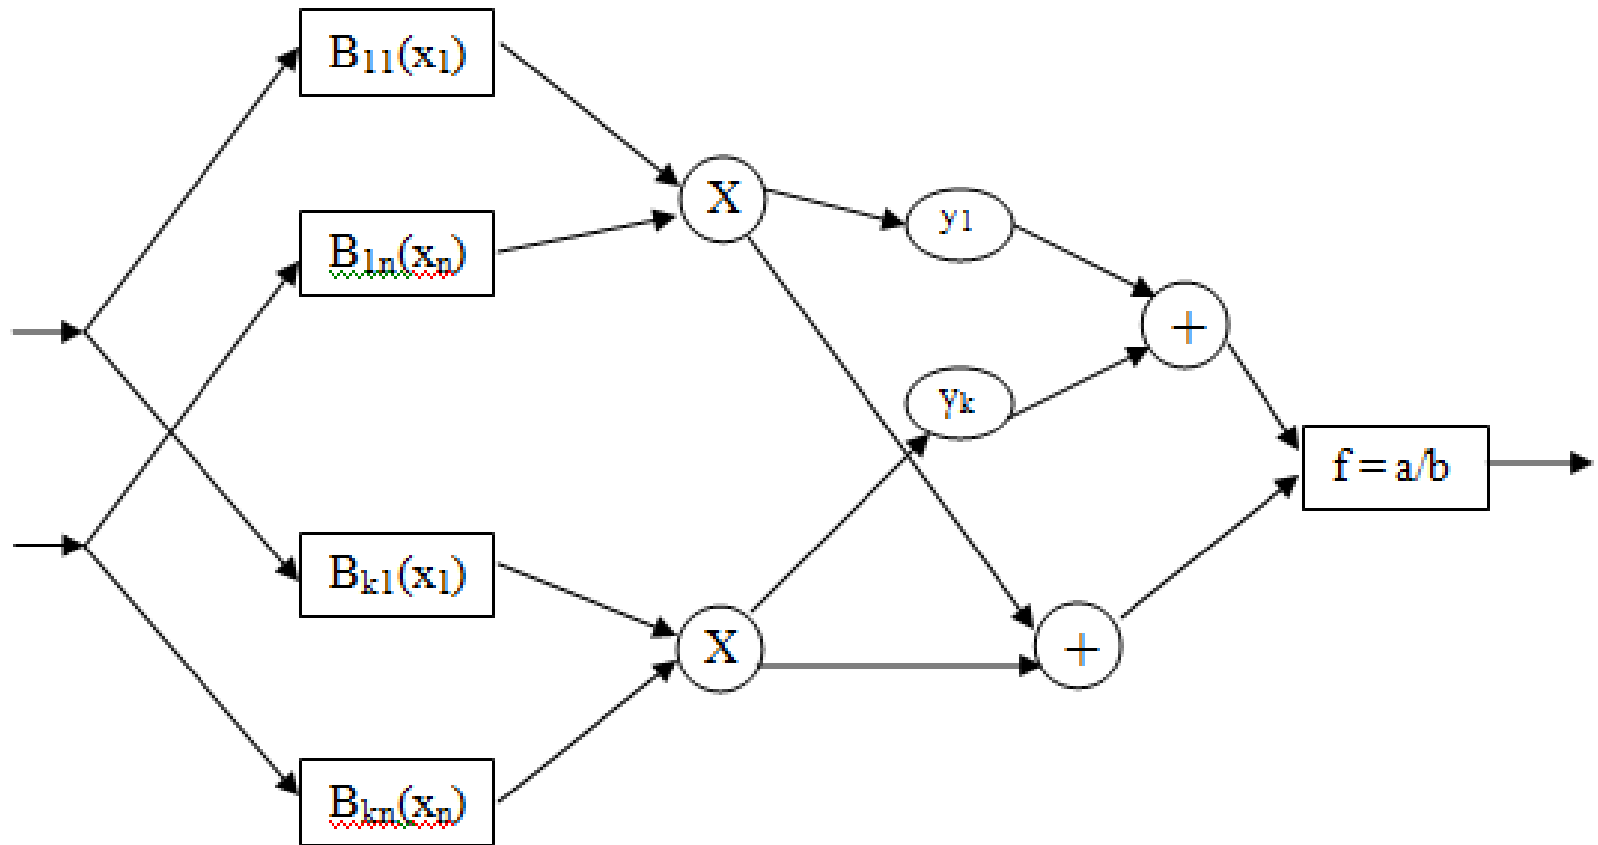 B11(x1)
B1n(xn)
Bk1(x1)
Bkn(xn)
X
X
y1
yk
+
+
f = a/b